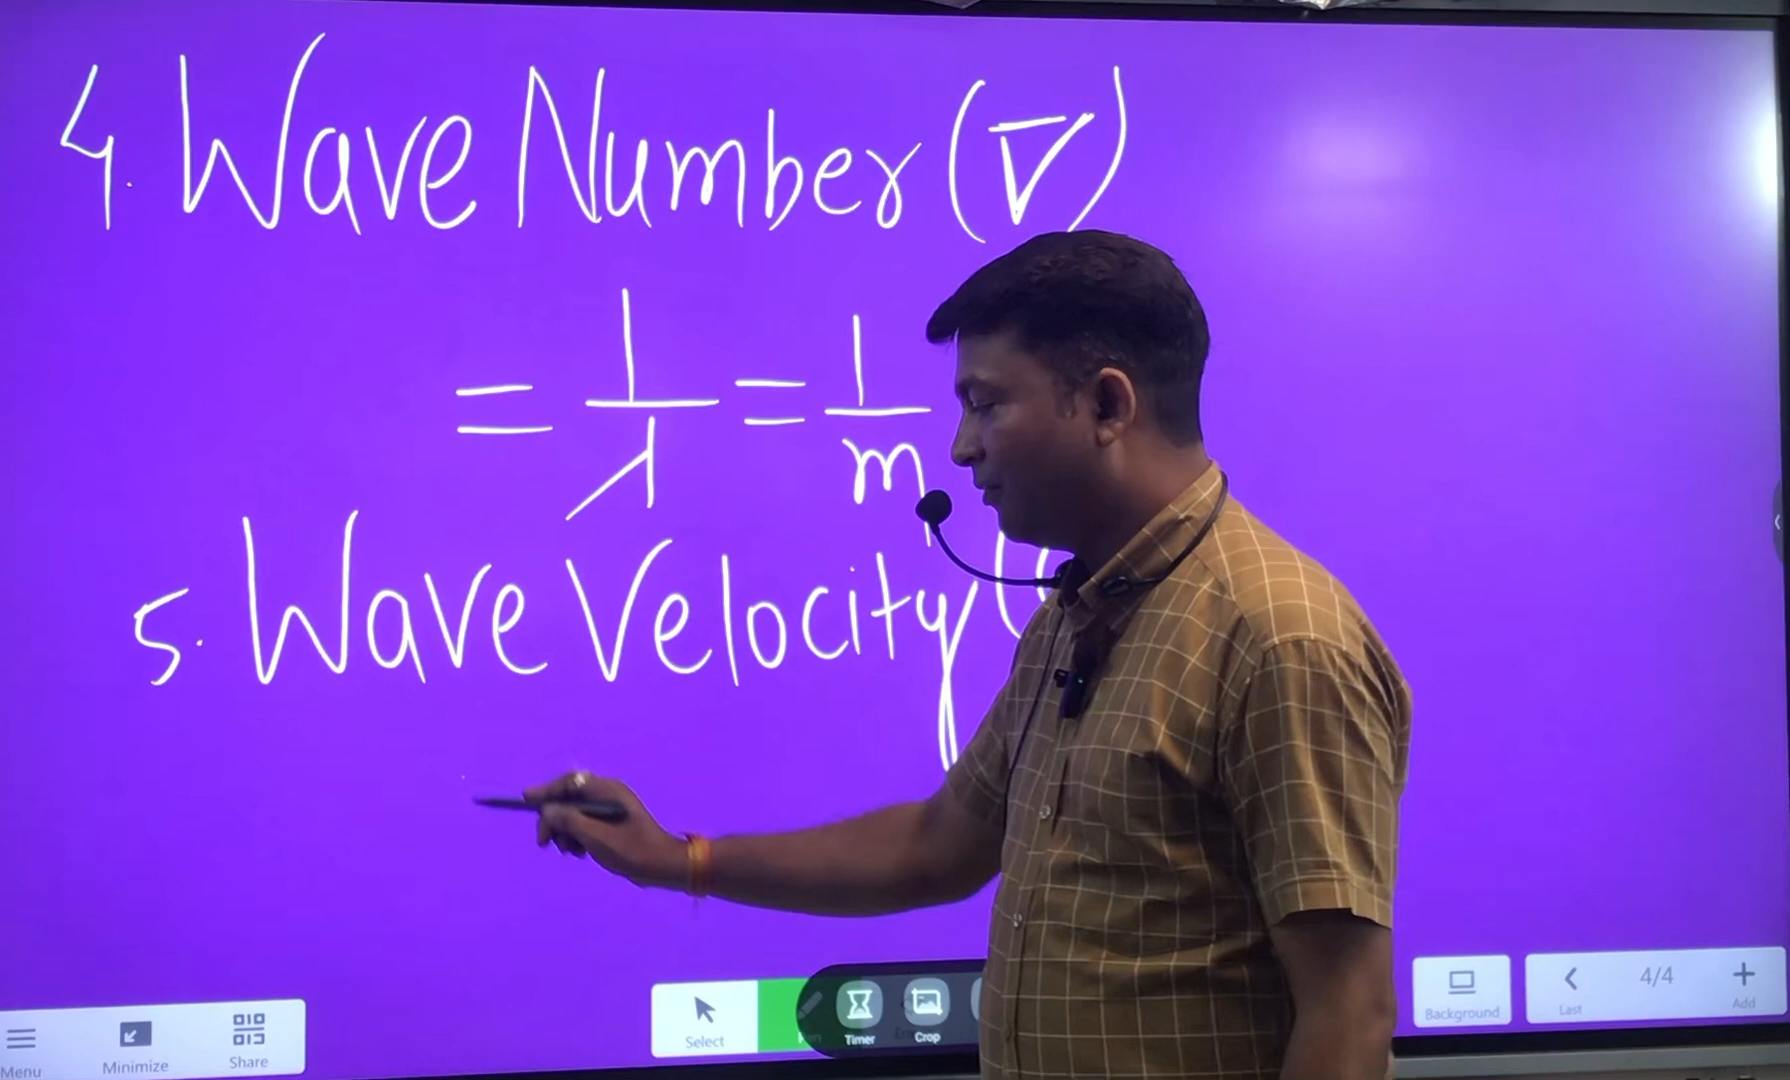 4. Wave Number (ν̅)
= 1/λ = 1/m
5. Wave Velocity (
Menu
Minimize
Share
Select
Timer
Crop
Background
Last
4/4
Add